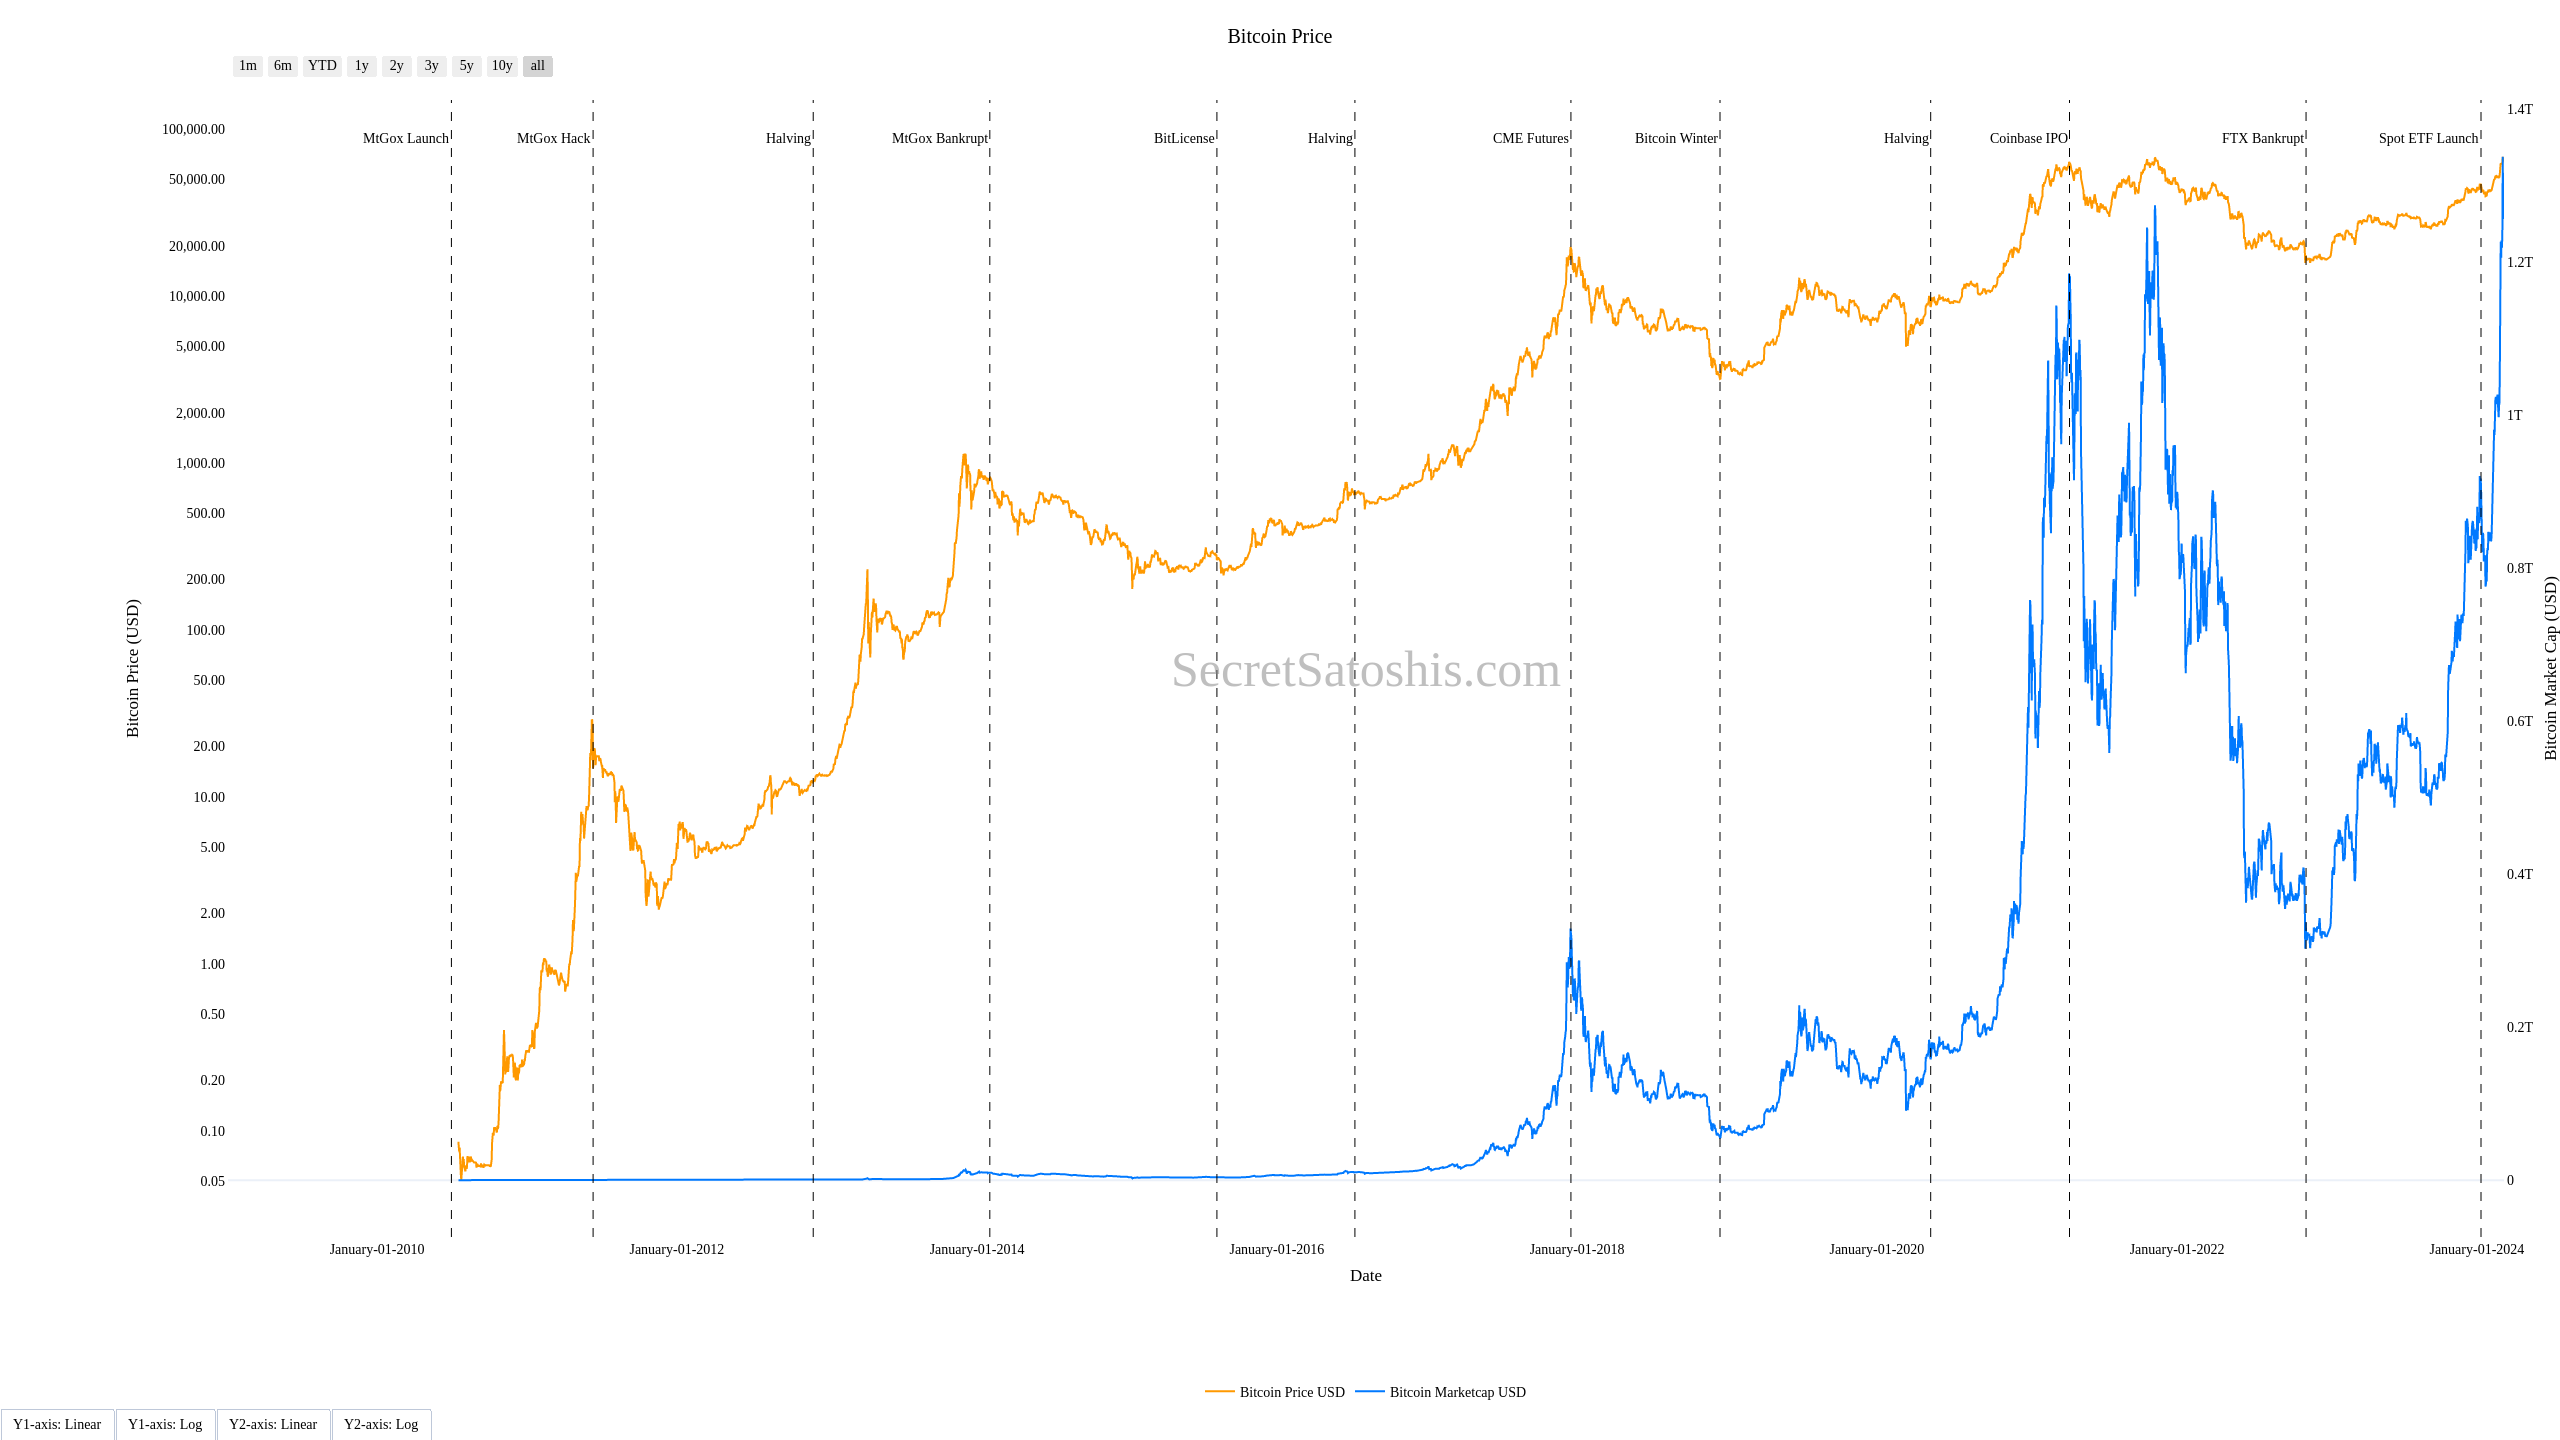 Bitcoin Price
1m 6m YTD 1y 2y 3y 5y 10y all
MtGox Launch MtGox Hack Halving MtGox Bankrupt BitLicense Halving CME Futures Bitcoin Winter Halving Coinbase IPO FTX Bankrupt Spot ETF Launch
Bitcoin Price (USD)
100,000.00
50,000.00
20,000.00
10,000.00
5,000.00
2,000.00
1,000.00
500.00
200.00
100.00
50.00
20.00
10.00
5.00
2.00
1.00
0.50
0.20
0.10
0.05
SecretSatoshis.com
1.4T
1.2T
1T
0.8T
0.6T
0.4T
0.2T
0
Bitcoin Market Cap (USD)
January-01-2010 January-01-2012 January-01-2014 January-01-2016 January-01-2018 January-01-2020 January-01-2022 January-01-2024
Date
Bitcoin Price USD Bitcoin Marketcap USD
Y1-axis: Linear Y1-axis: Log Y2-axis: Linear Y2-axis: Log